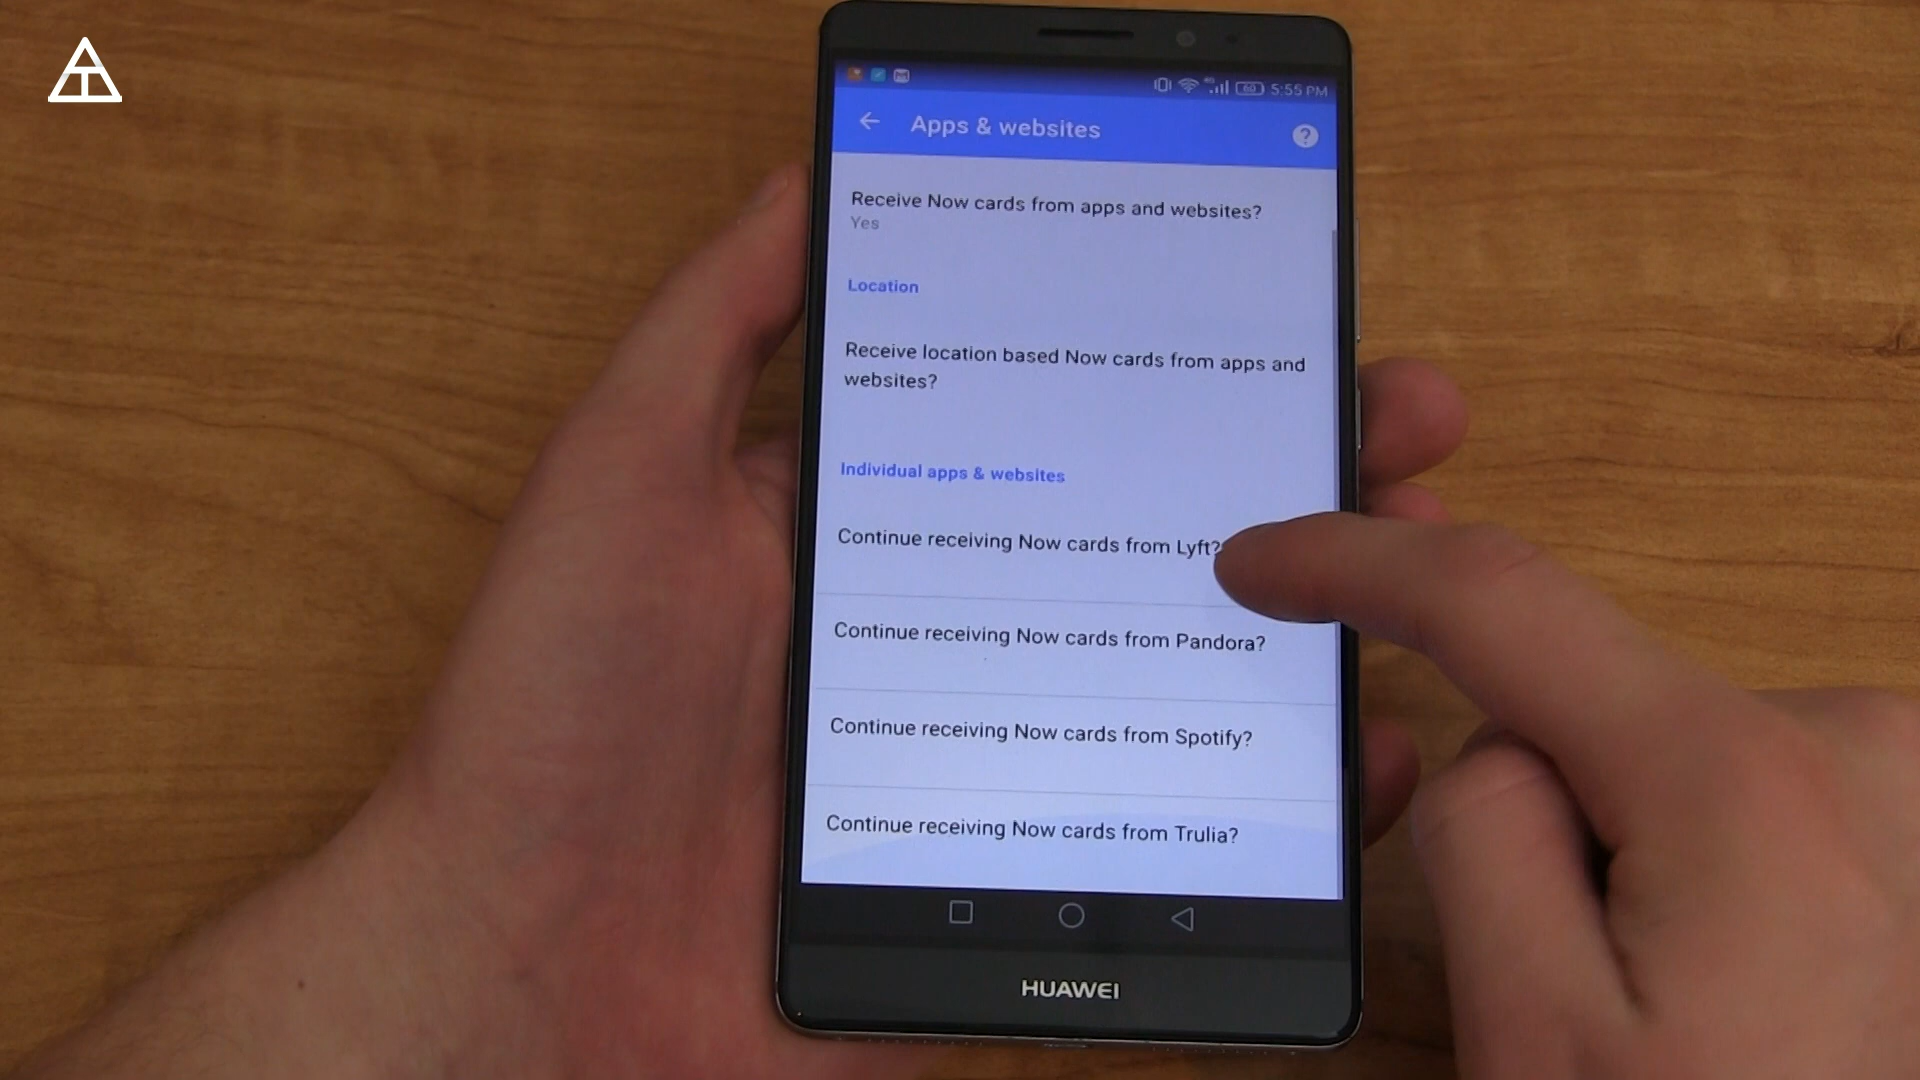 60 5:55 PM
Apps & websites
?
Receive Now cards from apps and websites?
Yes
Location
Receive location based Now cards from apps and
websites?
Individual apps & websites
Continue receiving Now cards from Lyft?
Continue receiving Now cards from Pandora?
Continue receiving Now cards from Spotify?
Continue receiving Now cards from Trulia?
HUAWEI